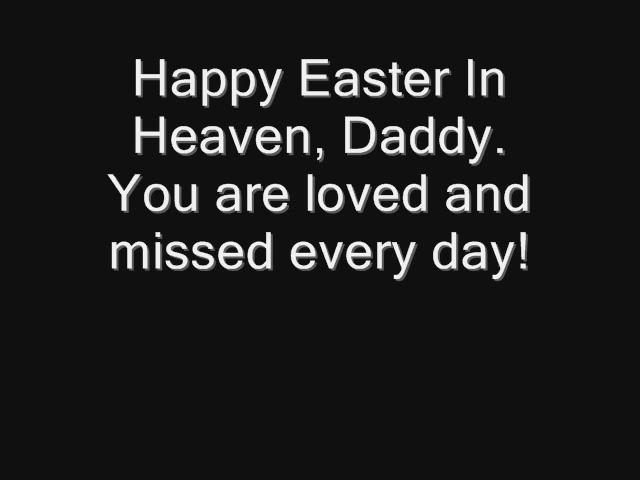 Happy Easter In
Heaven, Daddy.
You are loved and
missed every day!